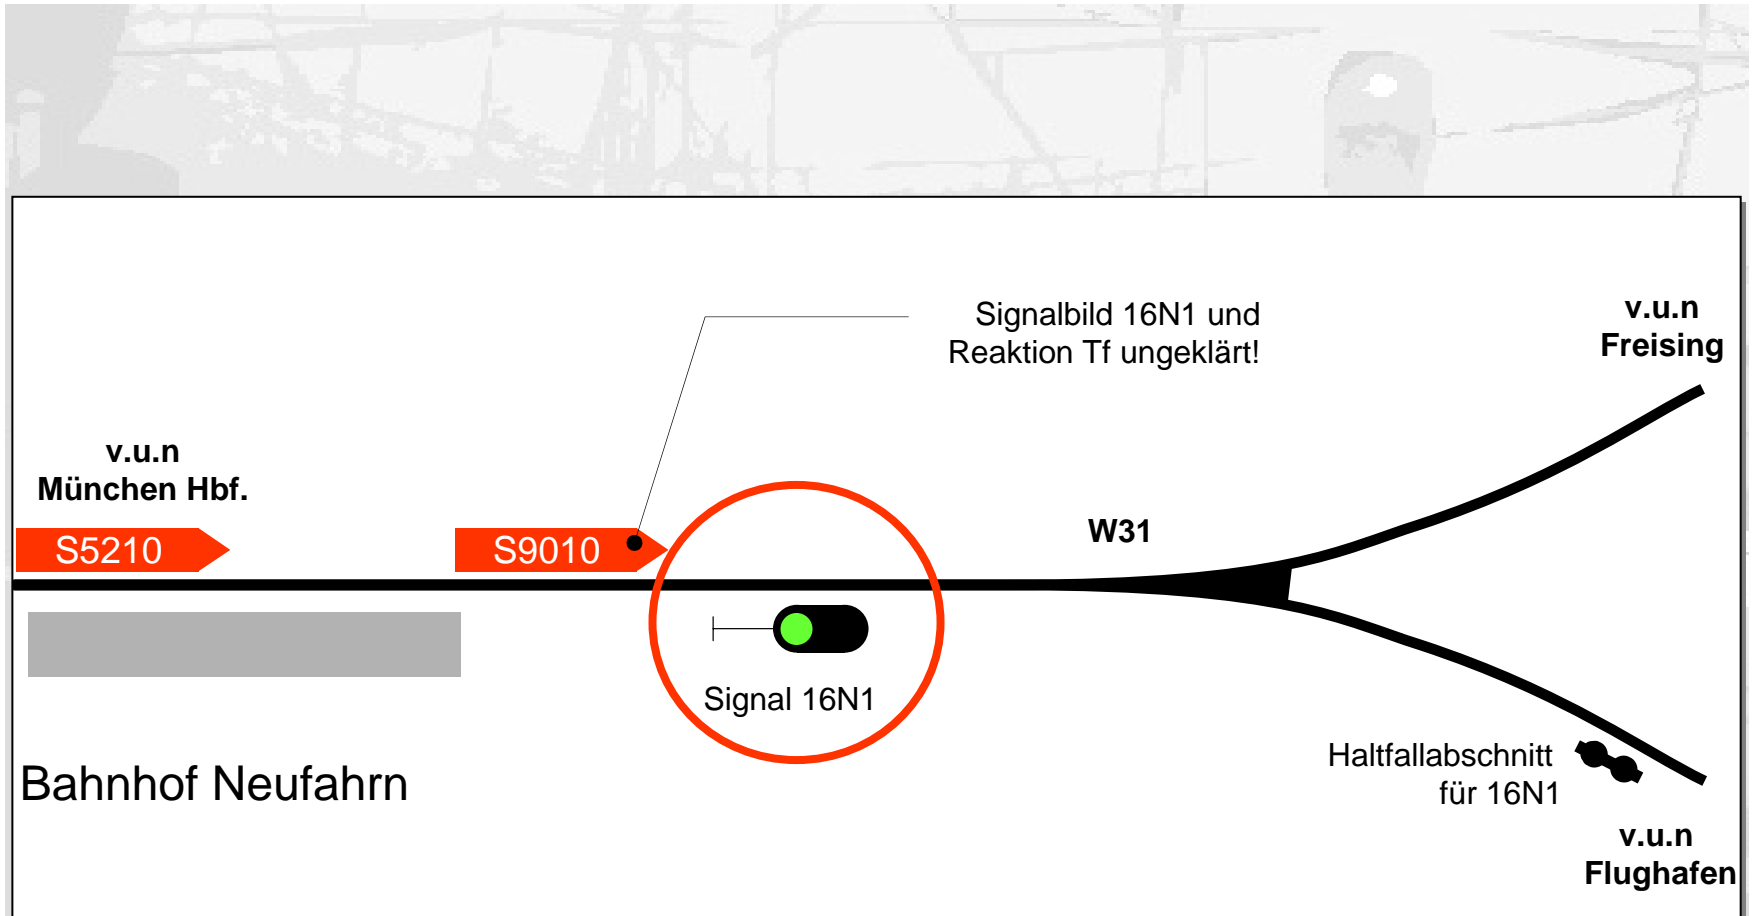 Signalbild 16N1 und
Reaktion Tf ungeklärt!
v.u.n
Freising
v.u.n
München Hbf.
S5210
S9010
W31
Signal 16N1
Bahnhof Neufahrn
Haltfallabschnitt
für 16N1
v.u.n
Flughafen